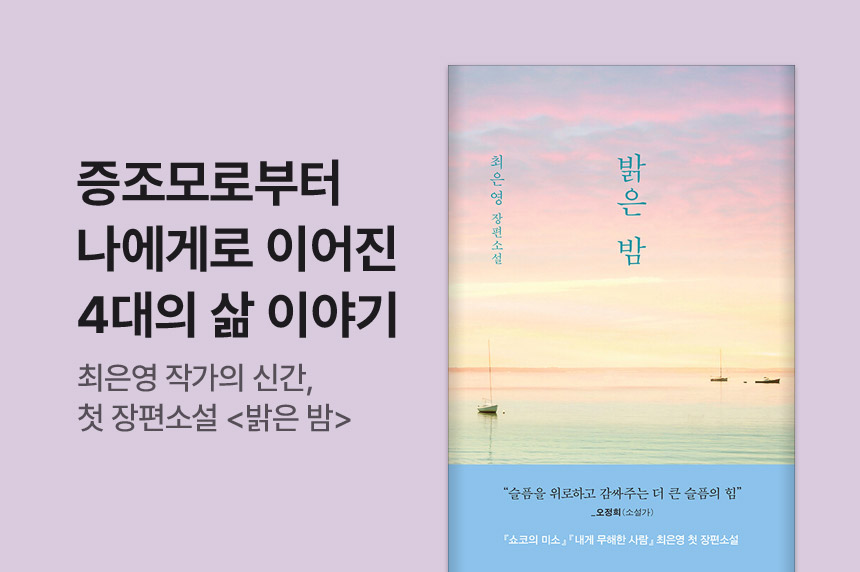 증조모로부터
나에게로 이어진
4대의 삶 이야기
최은영 작가의 신간,
첫 장편소설 <밝은 밤>
밝은 밤
최은영 장편소설
“슬픔을 위로하고 감싸주는 더 큰 슬픔의 힘”
_오정희(소설가)
『쇼코의 미소』『내게 무해한 사람』 최은영 첫 장편소설